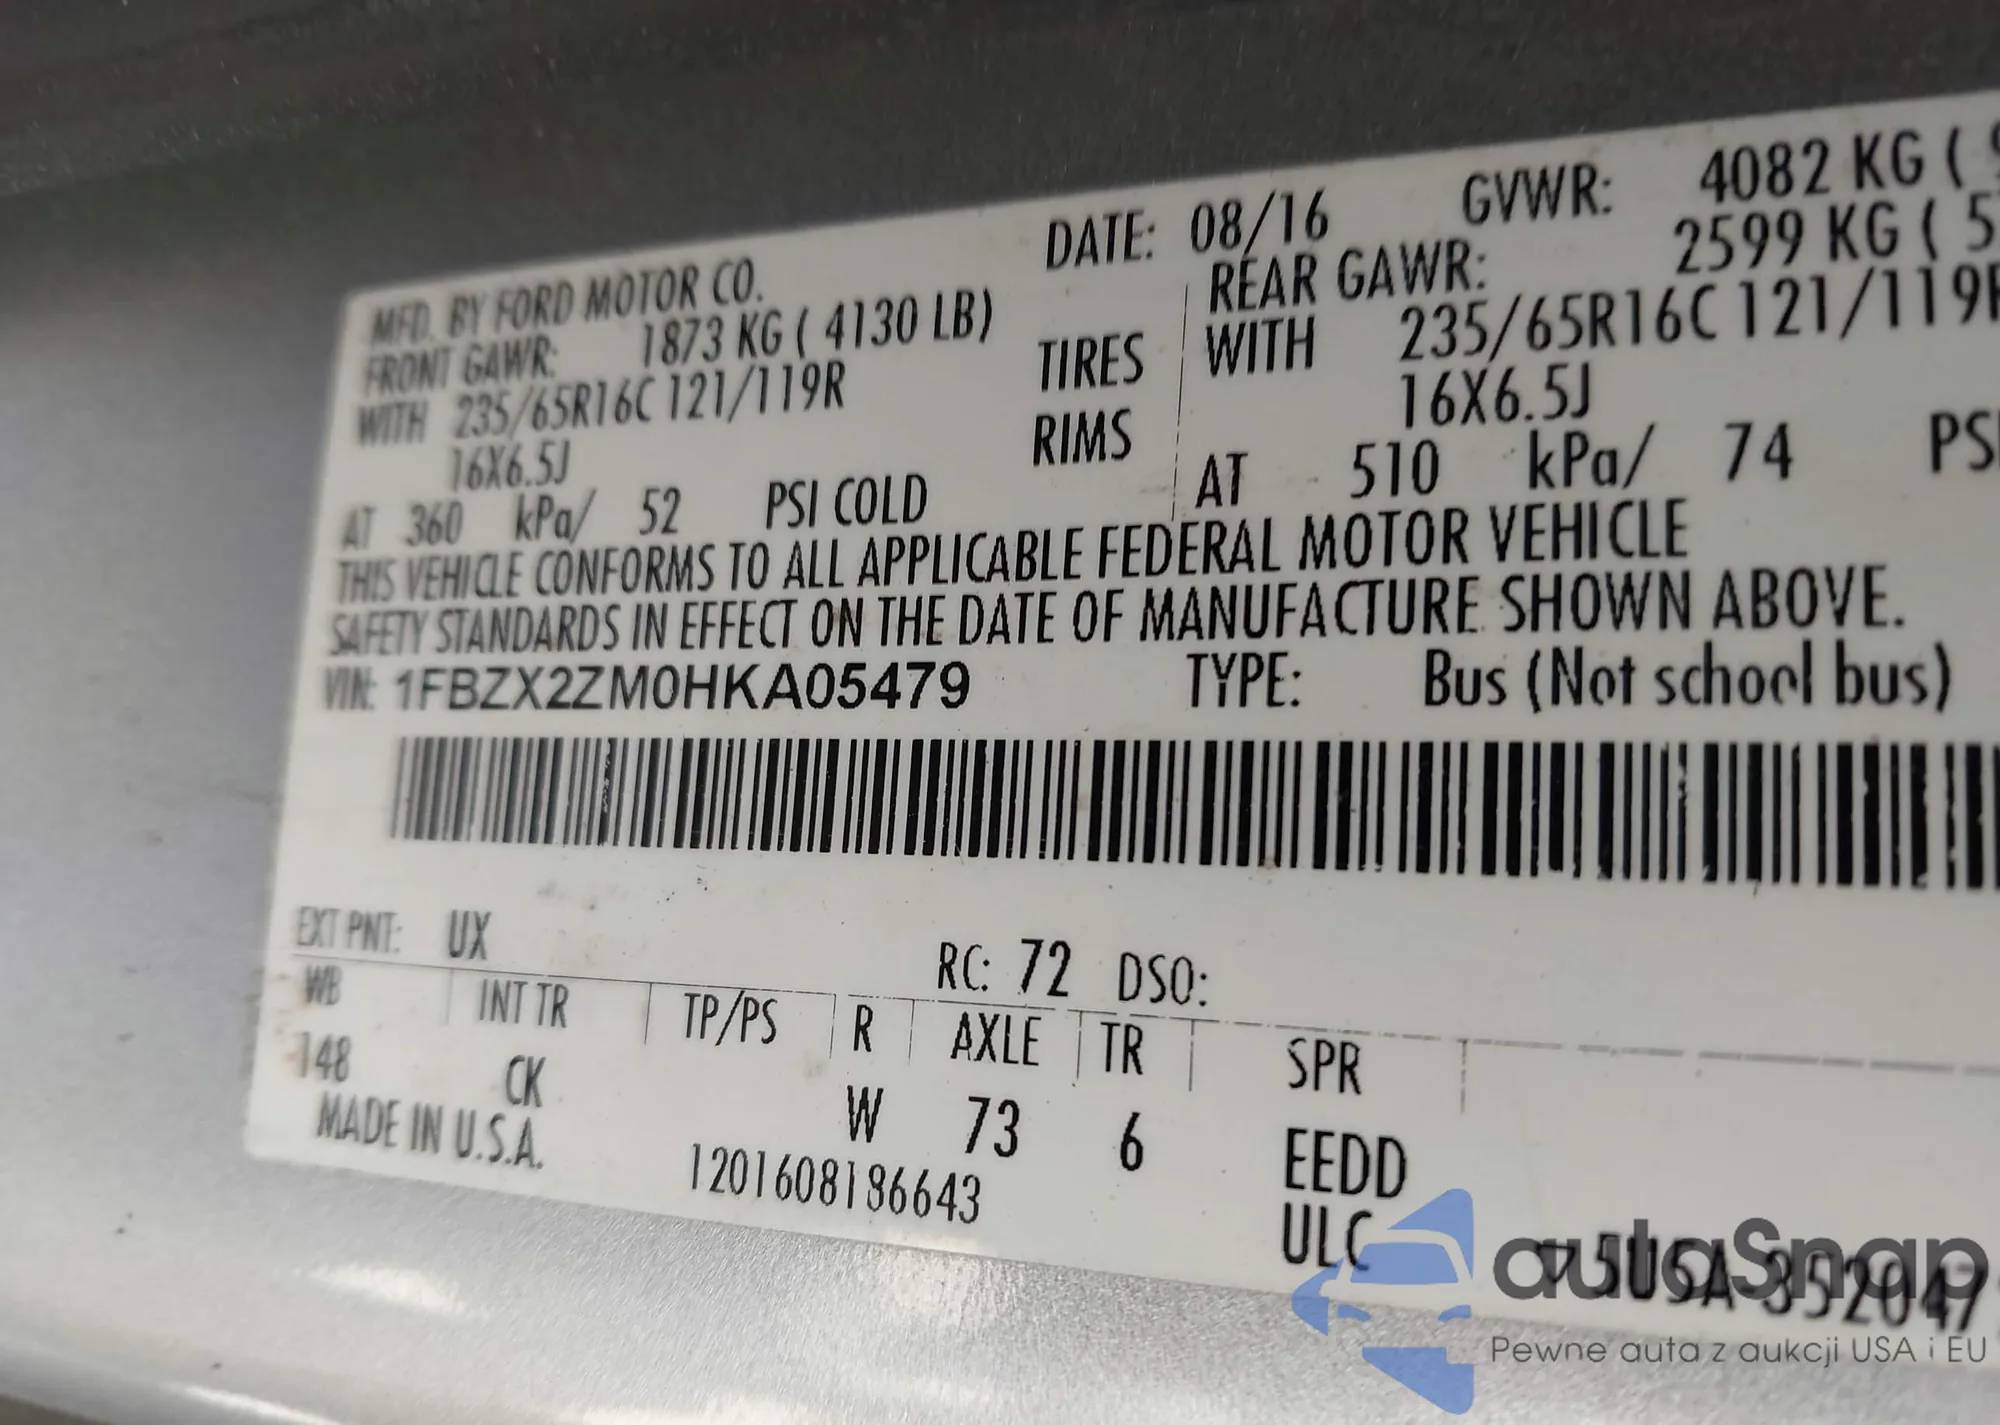 MFD. BY FORD MOTOR CO. DATE: 08/16 GVWR: 4082 KG (
FRONT GAWR: 1873 KG ( 4130 LB) REAR GAWR: 2599 KG ( 5
WITH 235/65R16C 121/119R TIRES WITH 235/65R16C 121/119R
16X6.5J RIMS 16X6.5J
AT 360 kPa/ 52 PSI COLD AT 510 kPa/ 74 PSI
THIS VEHICLE CONFORMS TO ALL APPLICABLE FEDERAL MOTOR VEHICLE
SAFETY STANDARDS IN EFFECT ON THE DATE OF MANUFACTURE SHOWN ABOVE.
VIN: 1FBZX2ZM0HKA05479 TYPE: Bus (Not school bus)
EXT PNT: UX RC: 72 DSO:
WB INT TR TP/PS R AXLE TR SPR
148 CK W 73 6 EEDD
MADE IN U.S.A. 1201608186643 ULC
autaSnap
Pewne auta z aukcji USA i EU